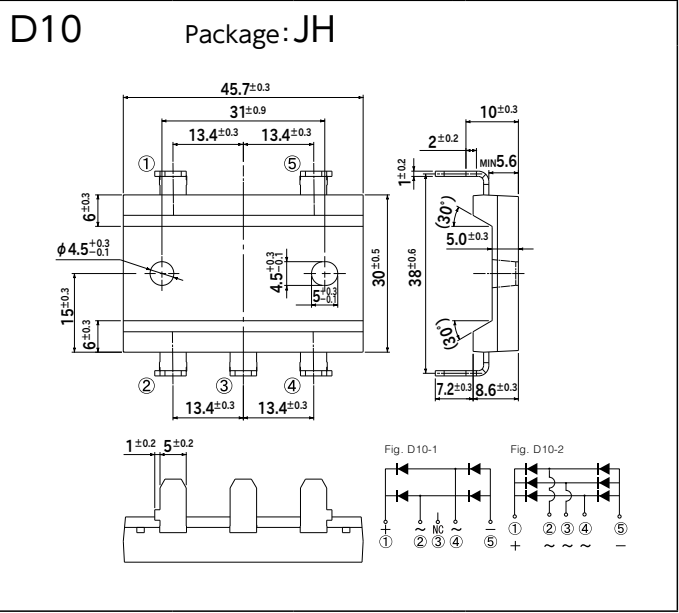 D10 Package:JH
45.7±0.3
31±0.9
13.4±0.3 13.4±0.3
① ⑤
6±0.3
φ4.5+0.3−0.1
15±0.3
6±0.3
4.5+0.3−0.1
5+0.3−0.1
30±0.5
② ③ ④
13.4±0.3 13.4±0.3
10±0.3
2±0.2
MIN5.6
1±0.2
(30°)
5.0±0.3
38±0.6
(30°)
7.2±0.3 8.6±0.3
1±0.2 5±0.2
Fig. D10-1
+ ~ NC ~ −
① ② ③ ④ ⑤
Fig. D10-2
① ② ③ ④ ⑤
+ ~ ~ ~ −